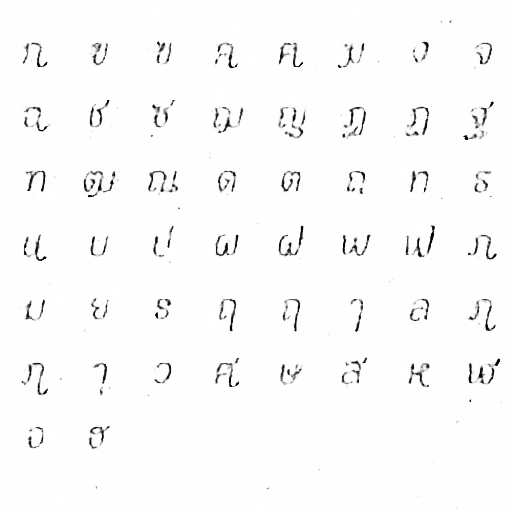 ก ข ฃ ค ฅ ฆ ง จ
ฉ ช ซ ฌ ญ ฎ ฏ ฐ
ฑ ฒ ณ ด ต ถ ท ธ
น บ ป ผ ฝ พ ฟ ภ
ม ย ร ฤ ฤ ๅ ล ฦ
ฦ ๅ ว ศ ษ ส ห ฬ
อ ฮ